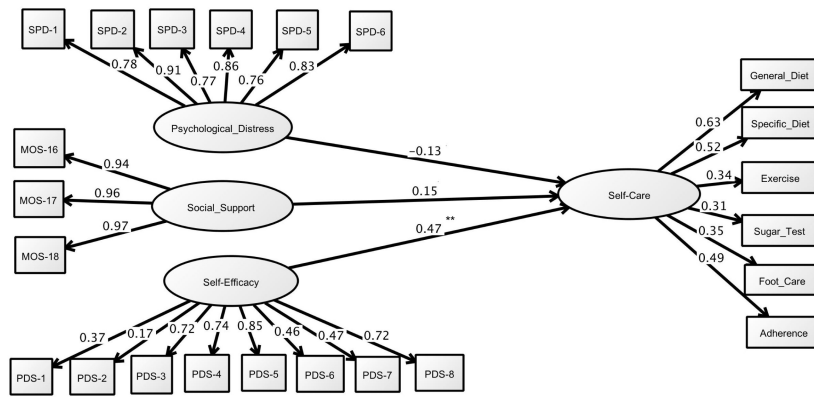 SPD-1 SPD-2 SPD-3 SPD-4 SPD-5 SPD-6
0.78 0.91 0.77 0.86 0.76 0.83
Psychological_Distress
MOS-16
MOS-17
MOS-18
0.94
0.96
0.97
Social_Support
Self-Efficacy
0.37 0.17 0.72 0.74 0.85 0.46 0.47 0.72
PDS-1 PDS-2 PDS-3 PDS-4 PDS-5 PDS-6 PDS-7 PDS-8
–0.13
0.15
0.47 **
Self-Care
0.63
0.52
0.34
0.31
0.35
0.49
General_Diet
Specific_Diet
Exercise
Sugar_Test
Foot_Care
Adherence